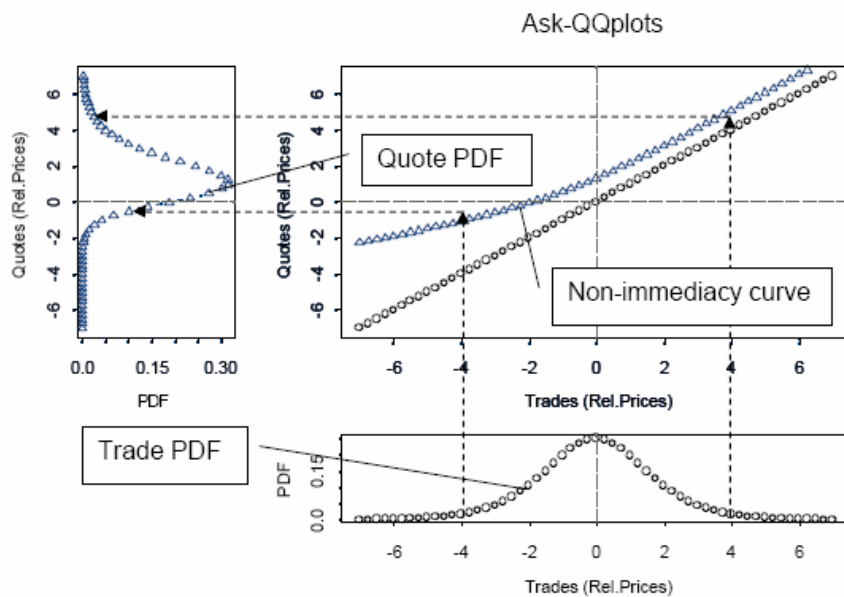 Ask-QQplots
Quotes (Rel.Prices)
6
4
2
0
-2
-4
-6
0.0 0.15 0.30
PDF
Quote PDF
Quotes (Rel.Prices)
6
4
2
0
-2
-4
-6
Non-immediacy curve
-6 -4 -2 0 2 4 6
Trades (Rel.Prices)
Trade PDF
PDF
0.15
0.0
-6 -4 -2 0 2 4 6
Trades (Rel.Prices)